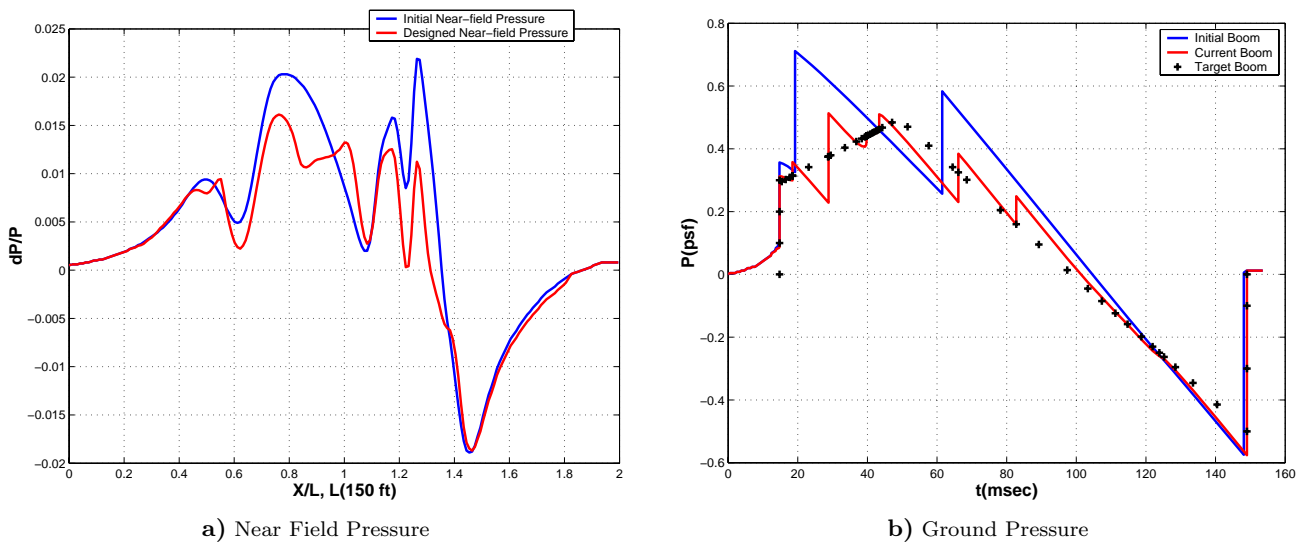 0.025
0.02
0.015
0.01
0.005
0
−0.005
−0.01
−0.015
−0.02
dP/P
0 0.2 0.4 0.6 0.8 1 1.2 1.4 1.6 1.8 2
X/L, L(150 ft)
Initial Near−field Pressure
Designed Near−field Pressure
a) Near Field Pressure
0.8
0.6
0.4
0.2
0
−0.2
−0.4
−0.6
P(psf)
0 20 40 60 80 100 120 140 160
t(msec)
Initial Boom
Current Boom
Target Boom
b) Ground Pressure